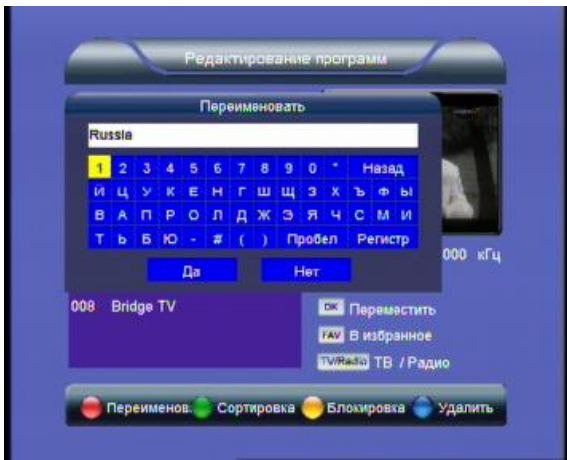 Редактирование программ
Переименовать
Russia
1 2 3 4 5 6 7 8 9 0 * Назад
Й Ц У К Е Н Г Ш Щ З Х Ъ Ф Ы
В А П Р О Л Д Ж Э Я Ч С М И
Т Ь Б Ю - # ( ) Пробел Регистр
Да Нет
000 кГц
008 Bridge TV
OK Переместить
FAV В избранное
TV/Radio ТВ / Радио
Переименов. Сортировка Блокировка Удалить